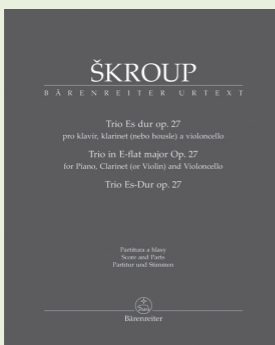 ŠKROUP
BÄRENREITER URTEXT
Trio Es dur op. 27
pro klavír, klarinet (nebo housle) a violoncello
Trio in E-flat major Op. 27
for Piano, Clarinet (or Violin) and Violoncello
Trio Es-Dur op. 27
Partitura a hlasy
Score and Parts
Partitur und Stimmen
Bärenreiter